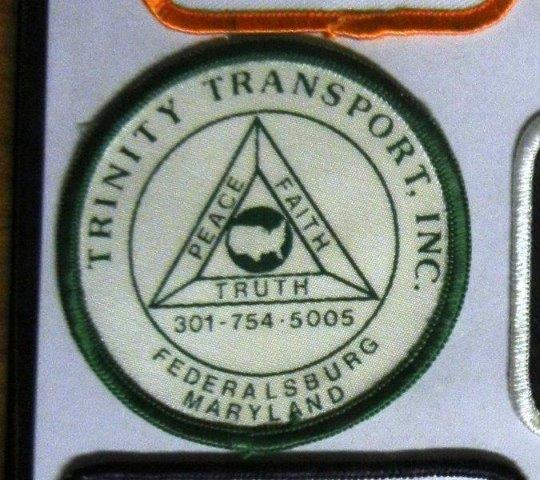 TRINITY TRANSPORT, INC.
PEACE
FAITH
TRUTH
301-754-5005
FEDERALSBURG
MARYLAND